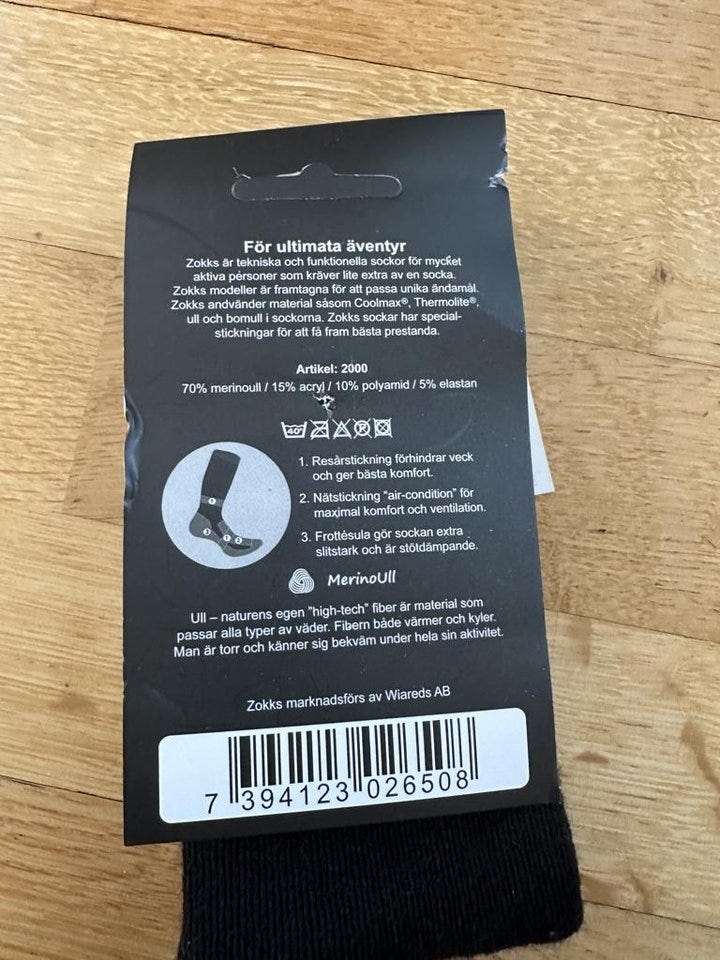 För ultimata äventyr
Zokks är tekniska och funktionella sockor för mycket
aktiva personer som kräver lite extra av en socka.
Zokks modeller är framtagna för att passa unika ändamål.
Zokks andvänder material såsom Coolmax®, Thermolite®,
ull och bomull i sockorna. Zokks sockar har special-
stickningar för att få fram bästa prestanda.
Artikel: 2000
70% merinoull / 15% acryl / 10% polyamid / 5% elastan
40°
1. Resårstickning förhindrar veck
och ger bästa komfort.
2. Nätstickning "air-condition" för
maximal komfort och ventilation.
3. Frottésula gör sockan extra
slitstark och är stötdämpande.
MerinoUll
Ull – naturens egen "high-tech" fiber är material som
passar alla typer av väder. Fibern både värmer och kyler.
Man är torr och känner sig bekväm under hela sin aktivitet.
Zokks marknadsförs av Wiareds AB
7 394123 026508